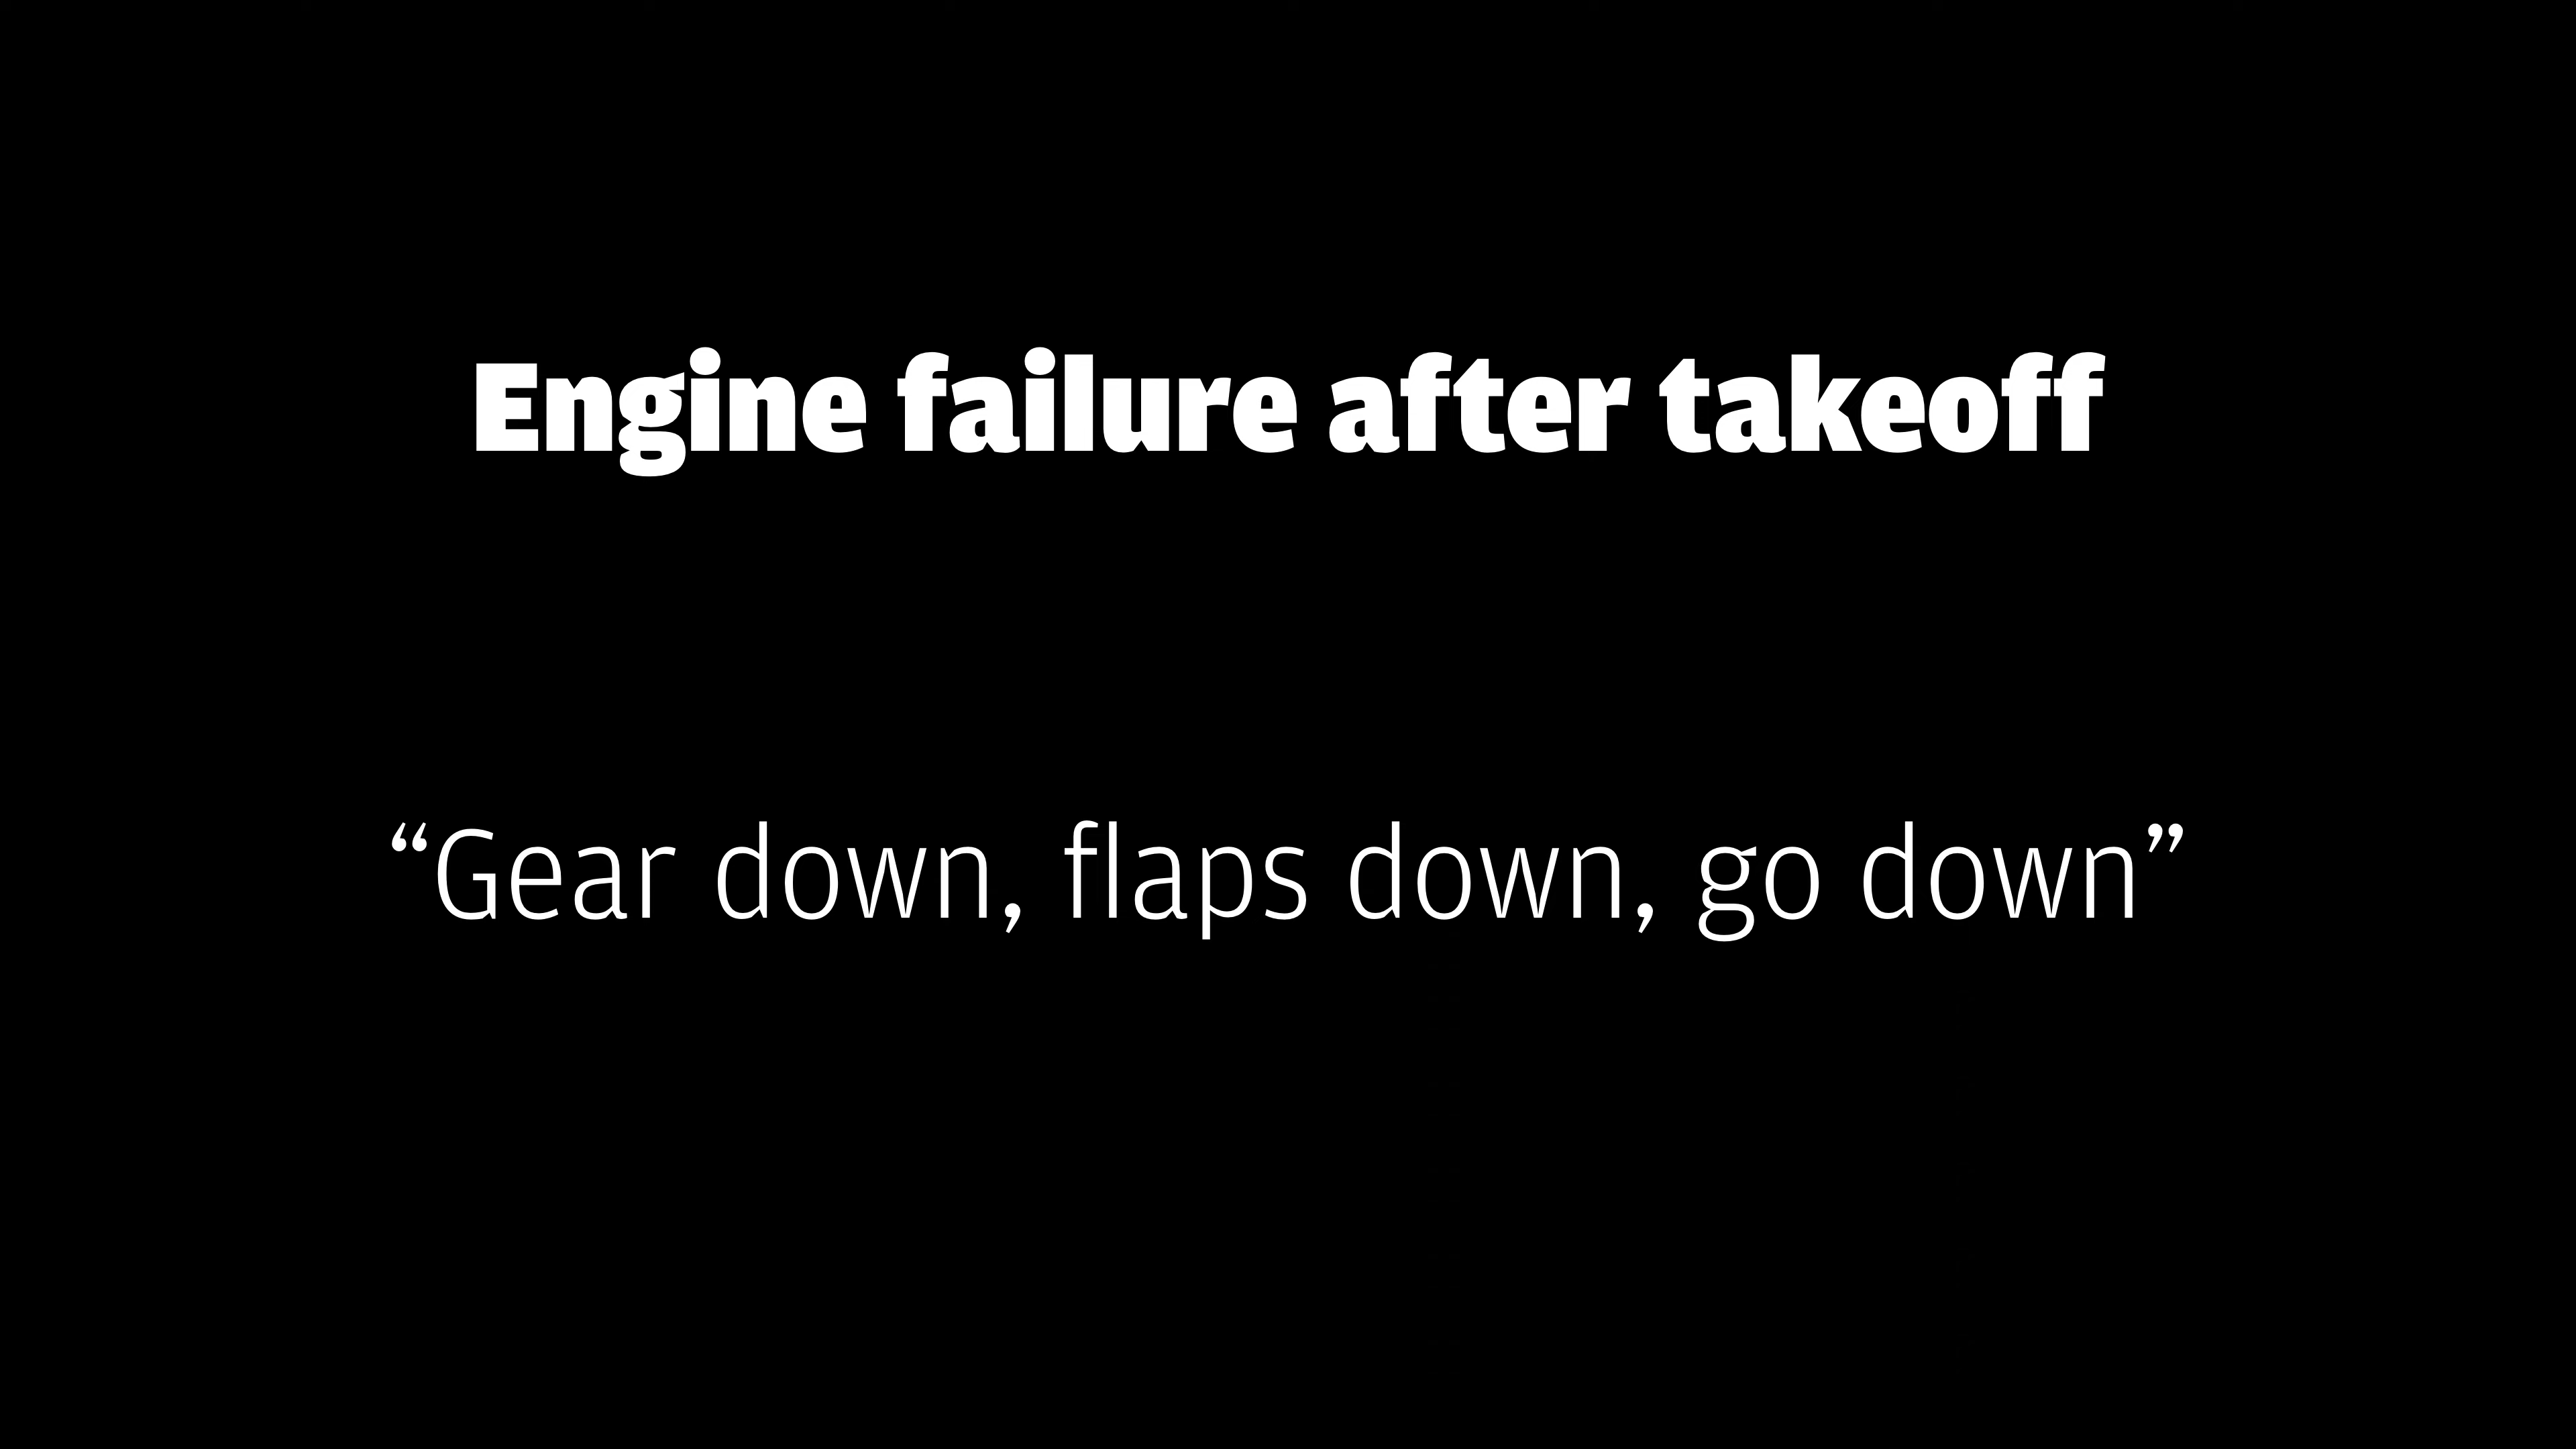 Engine failure after takeoff
“Gear down, flaps down, go down”